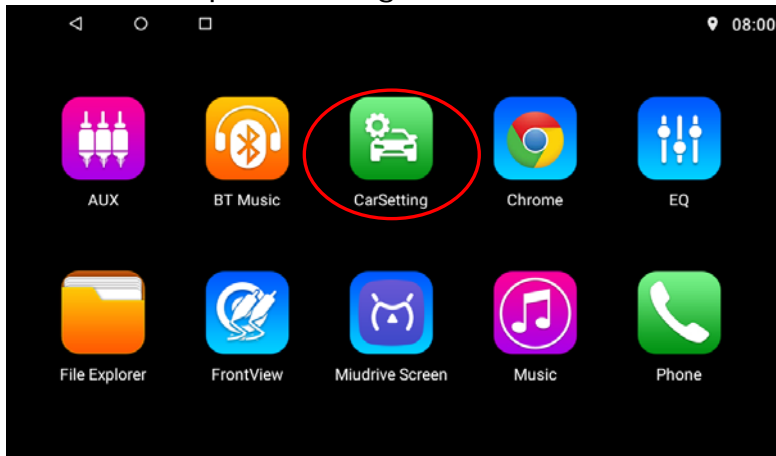 08:00
AUX
BT Music
CarSetting
Chrome
EQ
File Explorer
FrontView
Miudrive Screen
Music
Phone